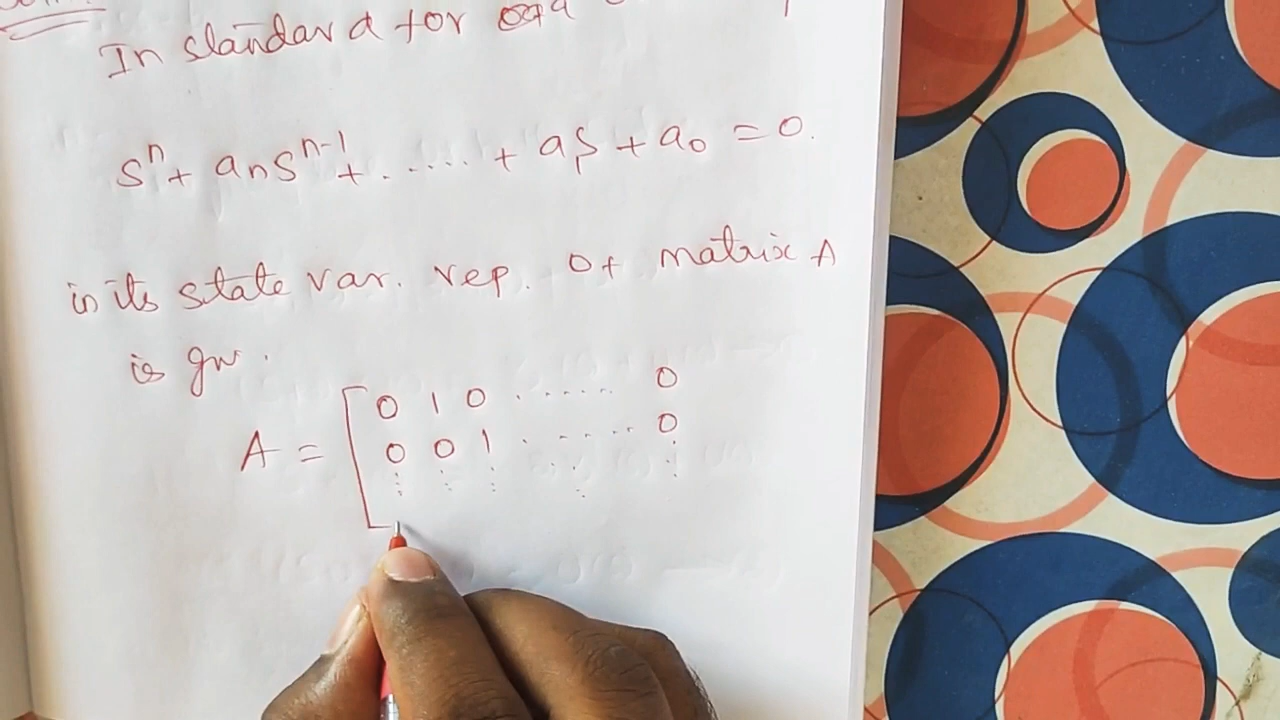 In standard for
sⁿ + aₙsⁿ⁻¹ + ..... + a₁s + a₀ = 0.
in its state var. rep. of matrix A
is gn.
A = [ 0 1 0 ...... 0
0 0 1 ...... 0